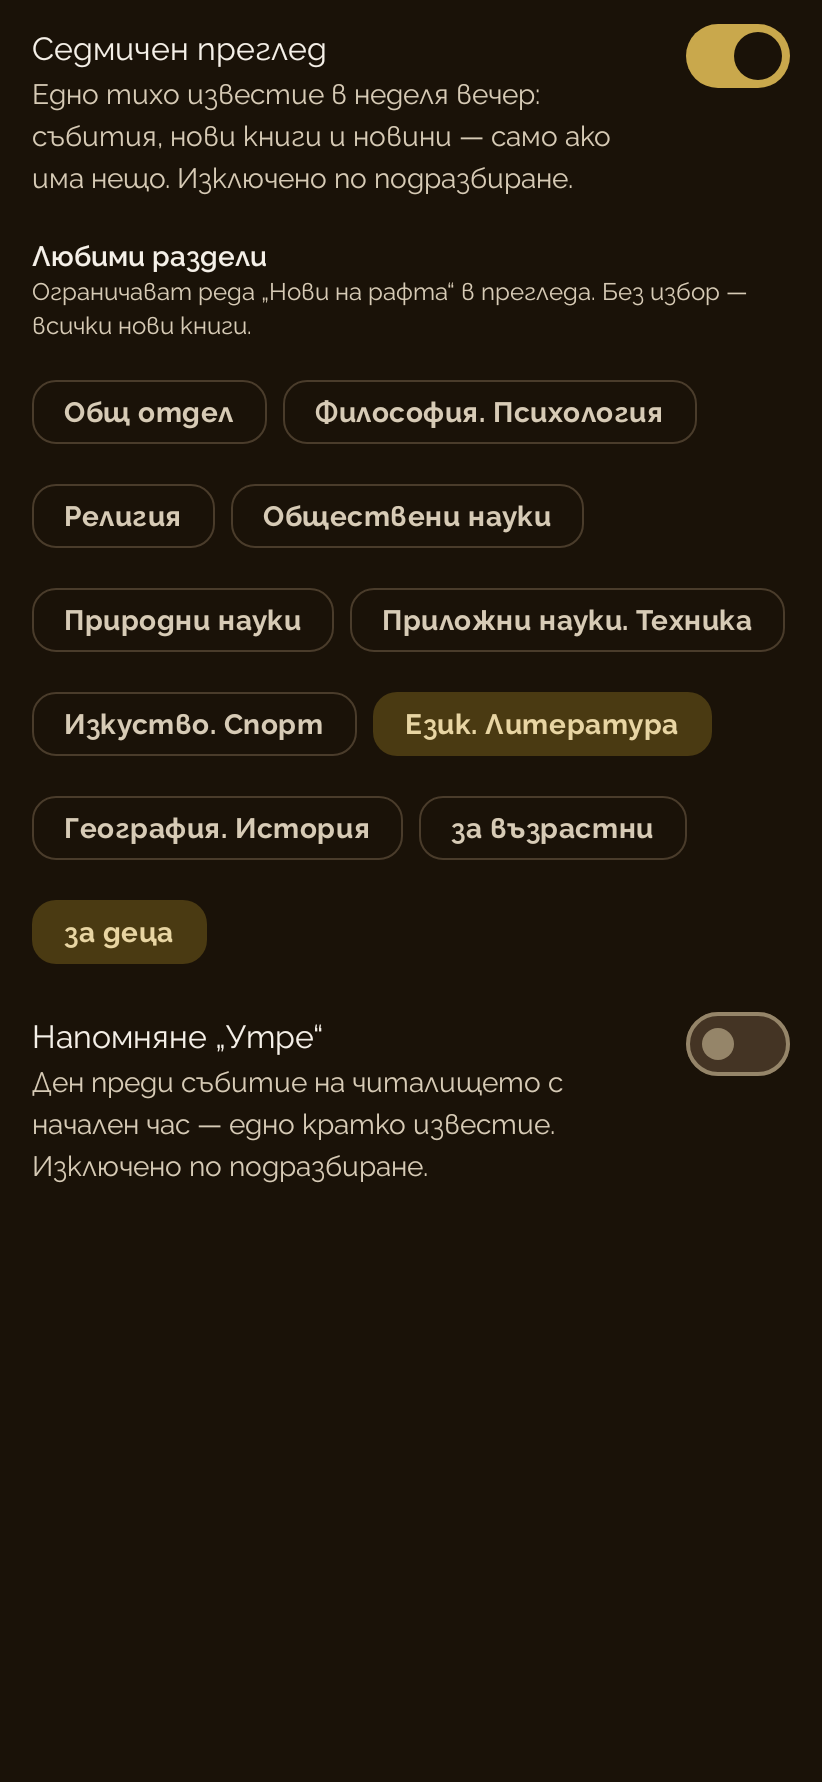 Седмичен преглед
Едно тихо известие в неделя вечер:
събития, нови книги и новини — само ако
има нещо. Изключено по подразбиране.
Любими раздели
Ограничават реда „Нови на рафта“ в прегледа. Без избор —
всички нови книги.
Общ отдел
Философия. Психология
Религия
Обществени науки
Природни науки
Приложни науки. Техника
Изкуство. Спорт
Език. Литература
География. История
за възрастни
за деца
Напомняне „Утре“
Ден преди събитие на читалището с
начален час — едно кратко известие.
Изключено по подразбиране.